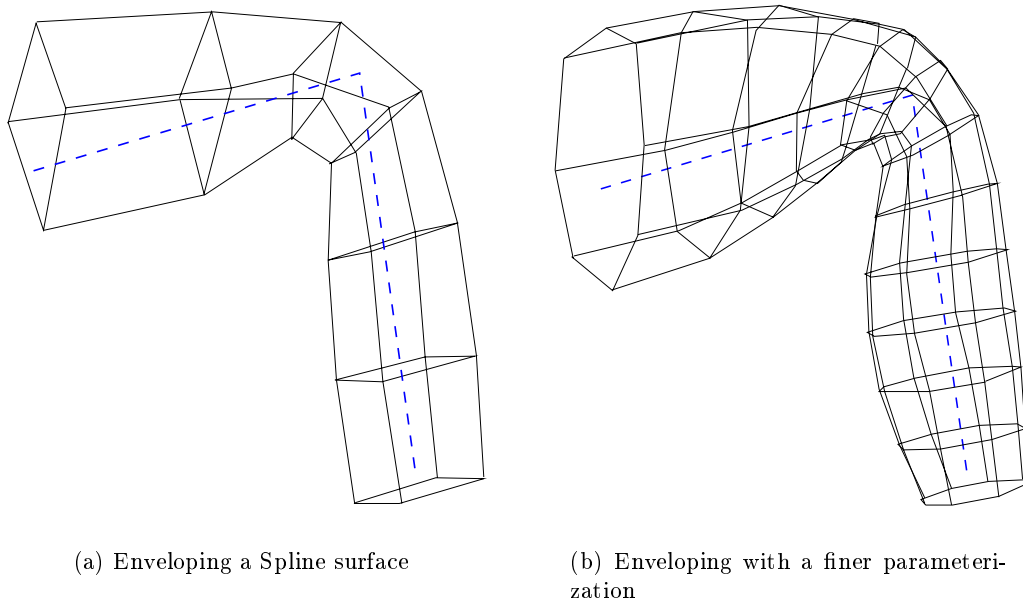 (a) Enveloping a Spline surface
(b) Enveloping with a finer parameteri-
zation